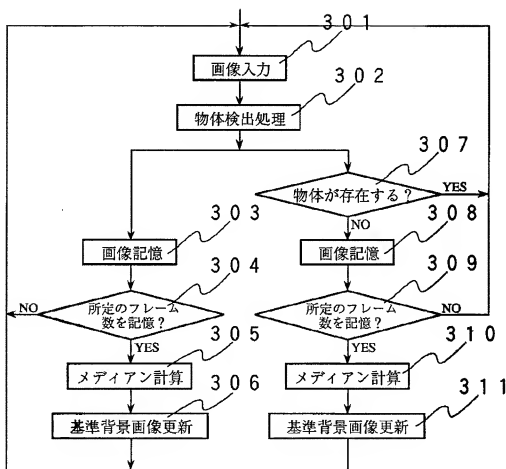 301
画像入力
302
物体検出処理
307
物体が存在する?
YES
NO
303
画像記憶
308
画像記憶
304
所定のフレーム
数を記憶?
NO
YES
309
所定のフレーム
数を記憶?
NO
YES
305
メディアン計算
310
メディアン計算
306
基準背景画像更新
311
基準背景画像更新